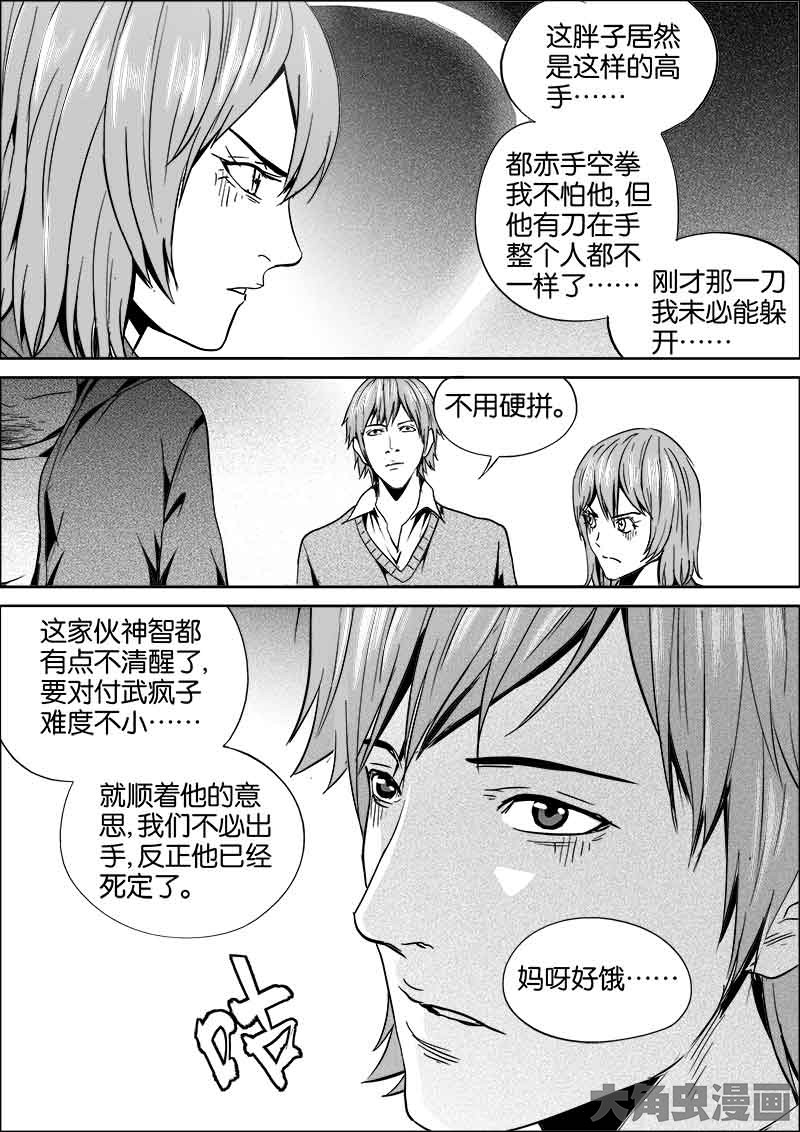 这胖子居然
是这样的高
手……
都赤手空拳
我不怕他,但
他有刀在手
整个人都不
一样了……
刚才那一刀
我未必能躲
开……
不用硬拼。
这家伙神智都
有点不清醒了,
要对付武疯子
难度不小……
就顺着他的意
思,我们不必出
手,反正他已经
死定了。
妈呀好饿……
咕
大角虫漫画